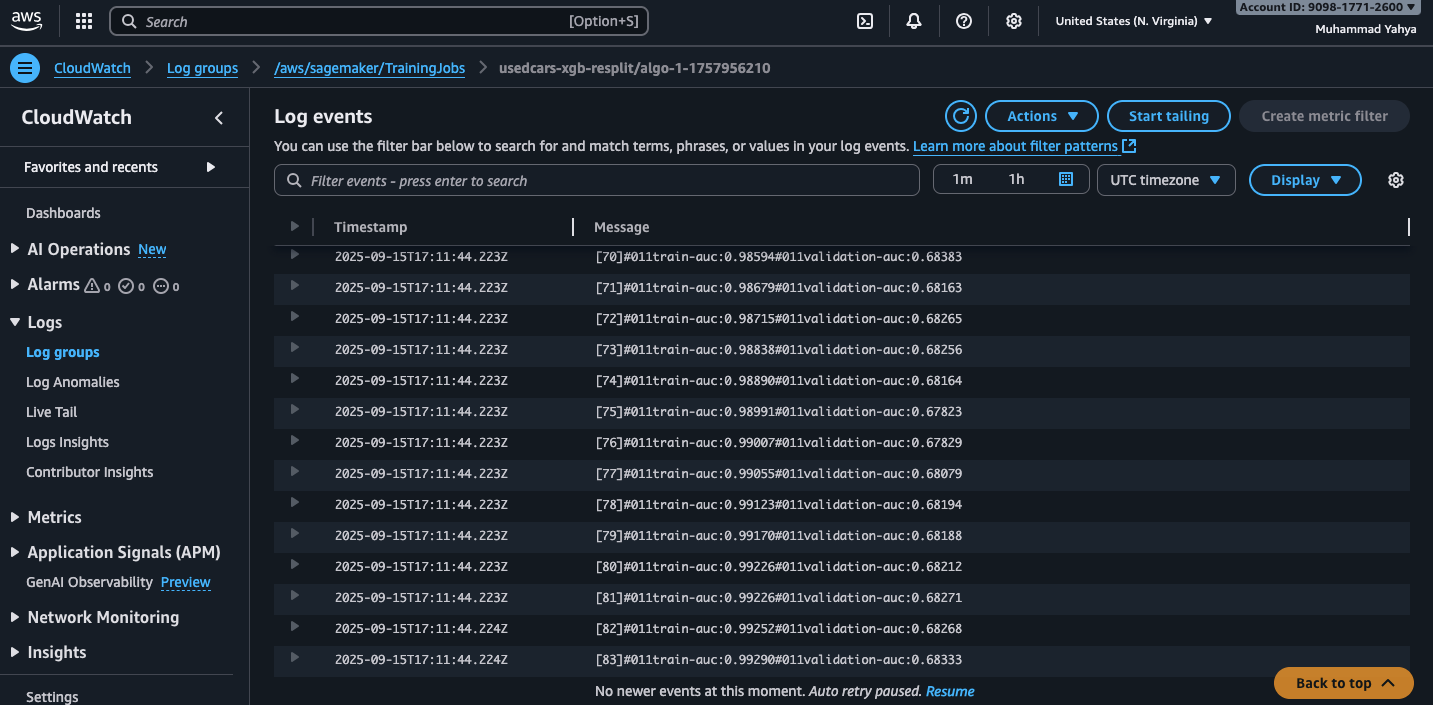 aws
Search [Option+S]
United States (N. Virginia)
Account ID: 9098-1771-2600
Muhammad Yahya
CloudWatch
Log groups
/aws/sagemaker/TrainingJobs
usedcars-xgb-resplit/algo-1-1757956210
CloudWatch
Favorites and recents
Dashboards
AI Operations New
Alarms 0 0 0
Logs
Log groups
Log Anomalies
Live Tail
Logs Insights
Contributor Insights
Metrics
Application Signals (APM)
GenAI Observability Preview
Network Monitoring
Insights
Settings
Log events
Actions
Start tailing
Create metric filter
You can use the filter bar below to search for and match terms, phrases, or values in your log events. Learn more about filter patterns
Filter events - press enter to search
1m 1h
UTC timezone
Display
Timestamp Message
2025-09-15T17:11:44.223Z [70]#011train-auc:0.98594#011validation-auc:0.68383
2025-09-15T17:11:44.223Z [71]#011train-auc:0.98679#011validation-auc:0.68163
2025-09-15T17:11:44.223Z [72]#011train-auc:0.98715#011validation-auc:0.68265
2025-09-15T17:11:44.223Z [73]#011train-auc:0.98838#011validation-auc:0.68256
2025-09-15T17:11:44.223Z [74]#011train-auc:0.98890#011validation-auc:0.68164
2025-09-15T17:11:44.223Z [75]#011train-auc:0.98991#011validation-auc:0.67823
2025-09-15T17:11:44.223Z [76]#011train-auc:0.99007#011validation-auc:0.67829
2025-09-15T17:11:44.223Z [77]#011train-auc:0.99055#011validation-auc:0.68079
2025-09-15T17:11:44.223Z [78]#011train-auc:0.99123#011validation-auc:0.68194
2025-09-15T17:11:44.223Z [79]#011train-auc:0.99170#011validation-auc:0.68188
2025-09-15T17:11:44.223Z [80]#011train-auc:0.99226#011validation-auc:0.68212
2025-09-15T17:11:44.223Z [81]#011train-auc:0.99226#011validation-auc:0.68271
2025-09-15T17:11:44.224Z [82]#011train-auc:0.99252#011validation-auc:0.68268
2025-09-15T17:11:44.224Z [83]#011train-auc:0.99290#011validation-auc:0.68333
No newer events at this moment. Auto retry paused. Resume
Back to top